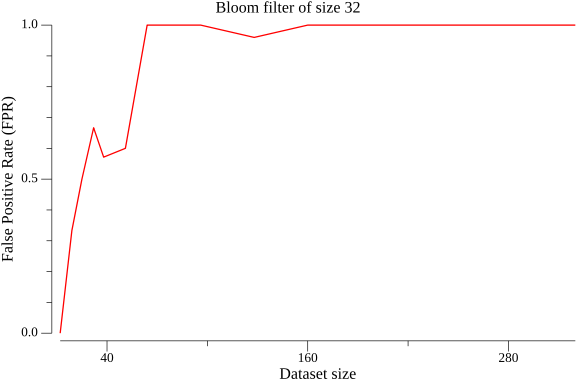 Bloom filter of size 32
1.0
False Positive Rate (FPR)
0.5
0.0
40
160
280
Dataset size